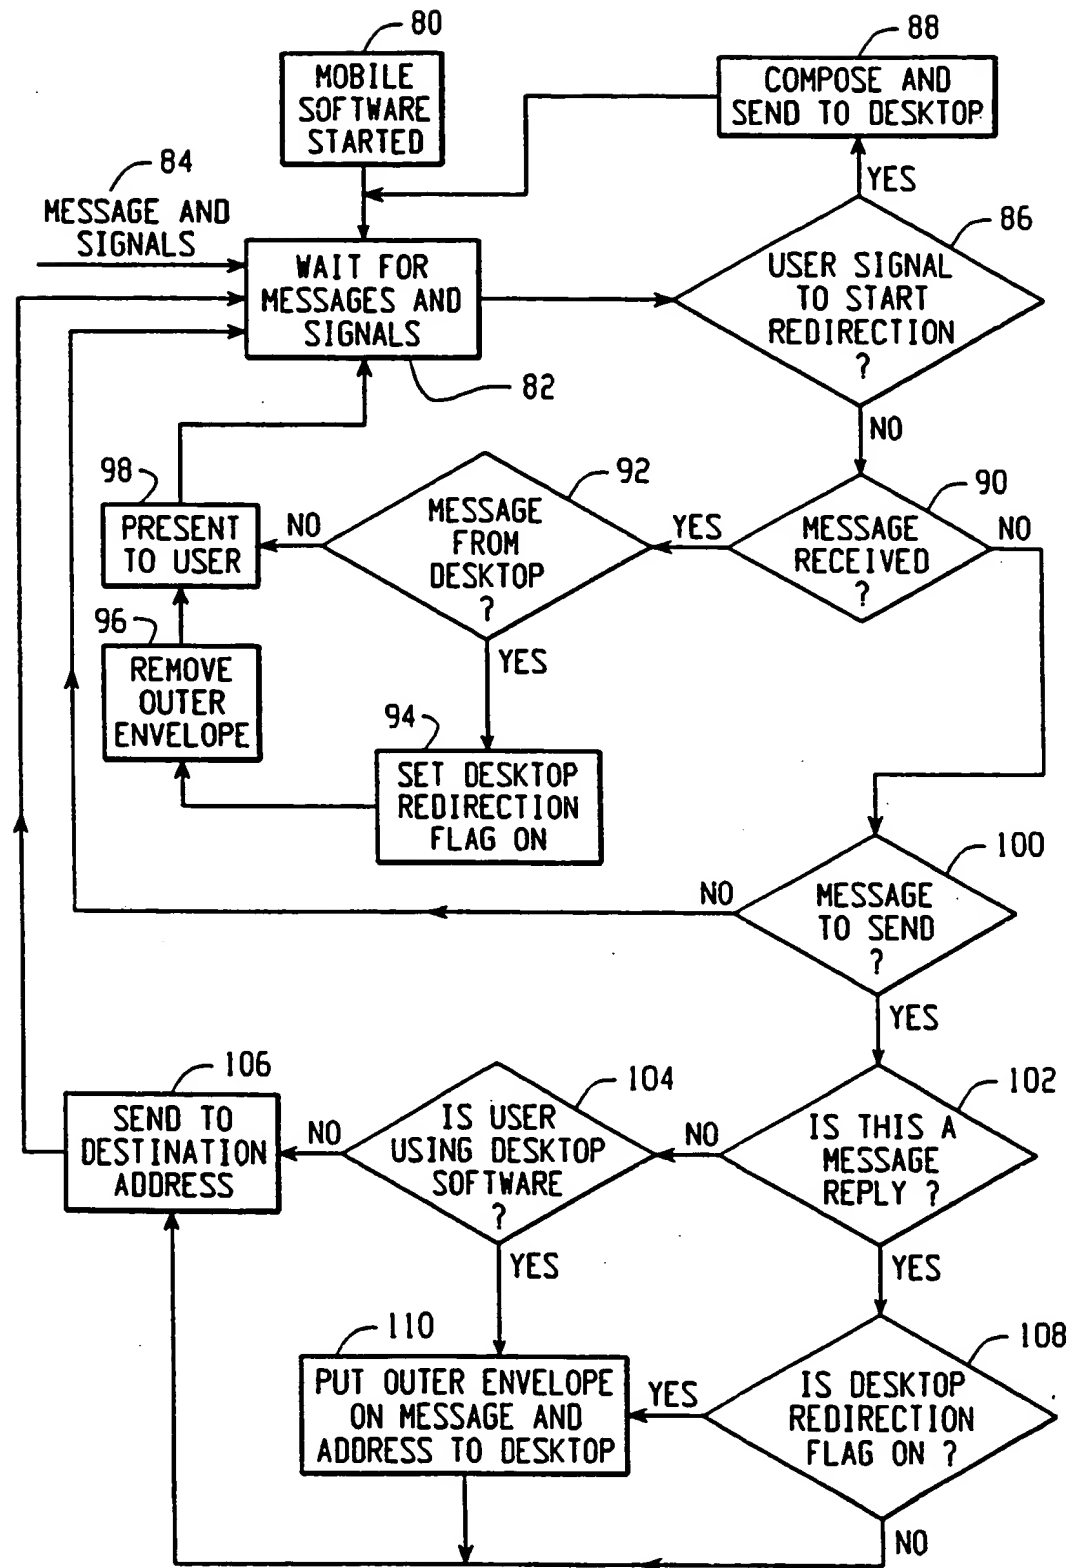 80
MOBILE
SOFTWARE
STARTED
88
COMPOSE AND
SEND TO DESKTOP
YES
84
MESSAGE AND
SIGNALS
WAIT FOR
MESSAGES AND
SIGNALS
82
86
USER SIGNAL
TO START
REDIRECTION
?
NO
98
PRESENT
TO USER
NO
92
MESSAGE
FROM
DESKTOP
?
YES
90
MESSAGE
RECEIVED
?
NO
96
REMOVE
OUTER
ENVELOPE
YES
94
SET DESKTOP
REDIRECTION
FLAG ON
100
MESSAGE
TO SEND
?
NO
YES
106
SEND TO
DESTINATION
ADDRESS
NO
104
IS USER
USING DESKTOP
SOFTWARE
?
NO
102
IS THIS A
MESSAGE
REPLY ?
YES
YES
110
PUT OUTER ENVELOPE
ON MESSAGE AND
ADDRESS TO DESKTOP
YES
108
IS DESKTOP
REDIRECTION
FLAG ON ?
NO